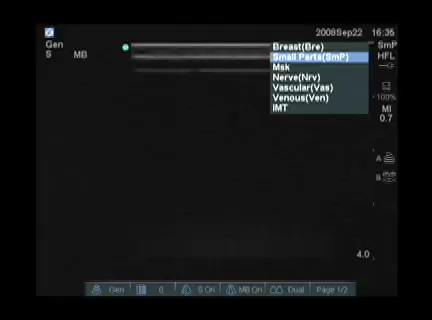 2008Sep22 16:35
Gen
S MB
Breast(Bre)
Small Parts(SmP)
Msk
Nerve(Nrv)
Vascular(Vas)
Venous(Ven)
IMT
SmP
HFL
100%
MI
0.7
A
B
4.0
Gen 0 S On MB On Dual Page 1/2